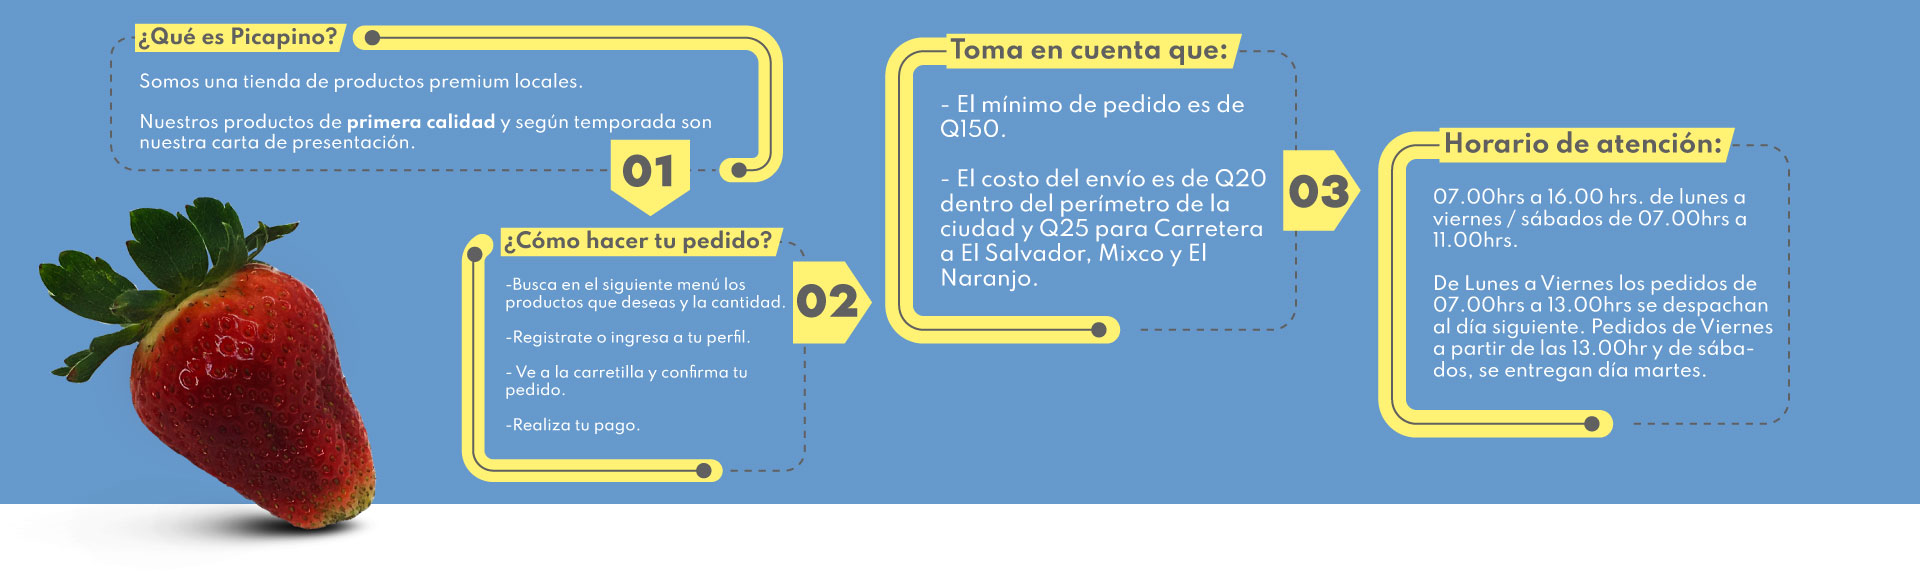 ¿Qué es Picapino?
Somos una tienda de productos premium locales.
Nuestros productos de primera calidad y según temporada son
nuestra carta de presentación.
01
¿Cómo hacer tu pedido?
-Busca en el siguiente menú los
productos que deseas y la cantidad.
-Registrate o ingresa a tu perfil.
- Ve a la carretilla y confirma tu
pedido.
-Realiza tu pago.
02
Toma en cuenta que:
- El mínimo de pedido es de
Q150.
- El costo del envío es de Q20
dentro del perímetro de la
ciudad y Q25 para Carretera
a El Salvador, Mixco y El
Naranjo.
03
Horario de atención:
07.00hrs a 16.00 hrs. de lunes a
viernes / sábados de 07.00hrs a
11.00hrs.
De Lunes a Viernes los pedidos de
07.00hrs a 13.00hrs se despachan
al día siguiente. Pedidos de Viernes
a partir de las 13.00hr y de sába-
dos, se entregan día martes.